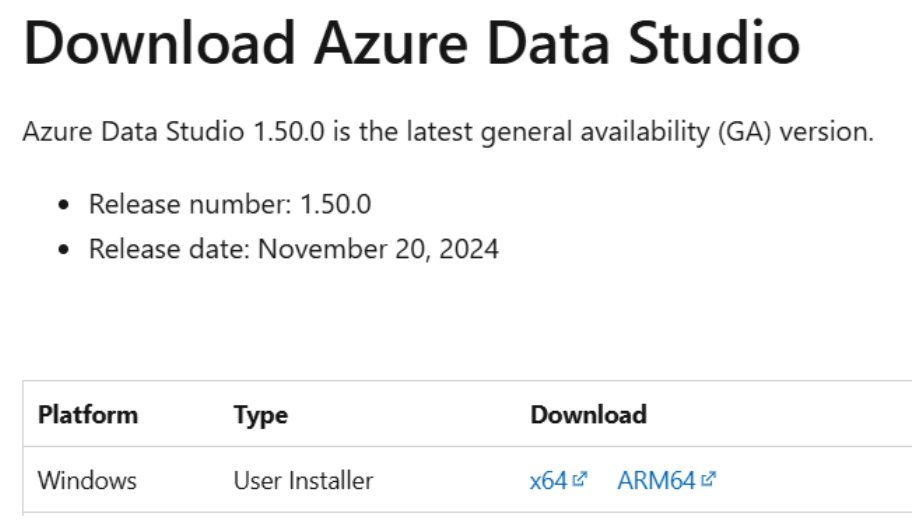 Download Azure Data Studio
Azure Data Studio 1.50.0 is the latest general availability (GA) version.
• Release number: 1.50.0
• Release date: November 20, 2024
Platform Type Download
Windows User Installer x64 ARM64